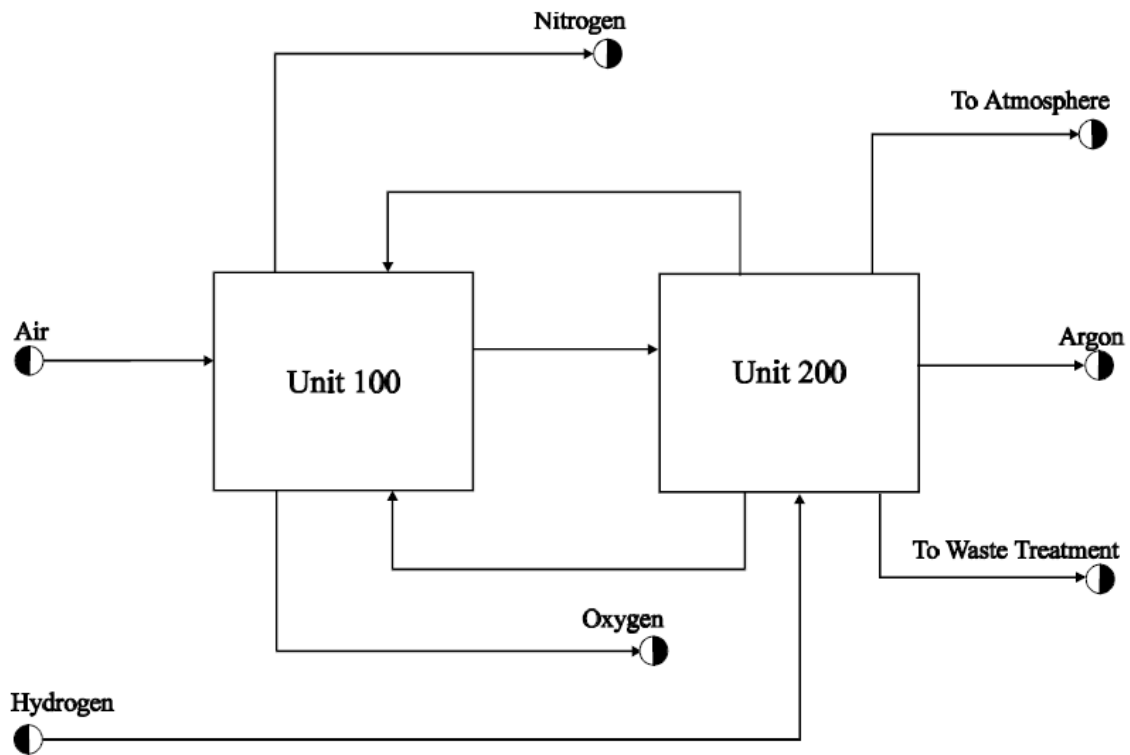 Nitrogen
To Atmosphere
Air
Unit 100
Unit 200
Argon
To Waste Treatment
Oxygen
Hydrogen